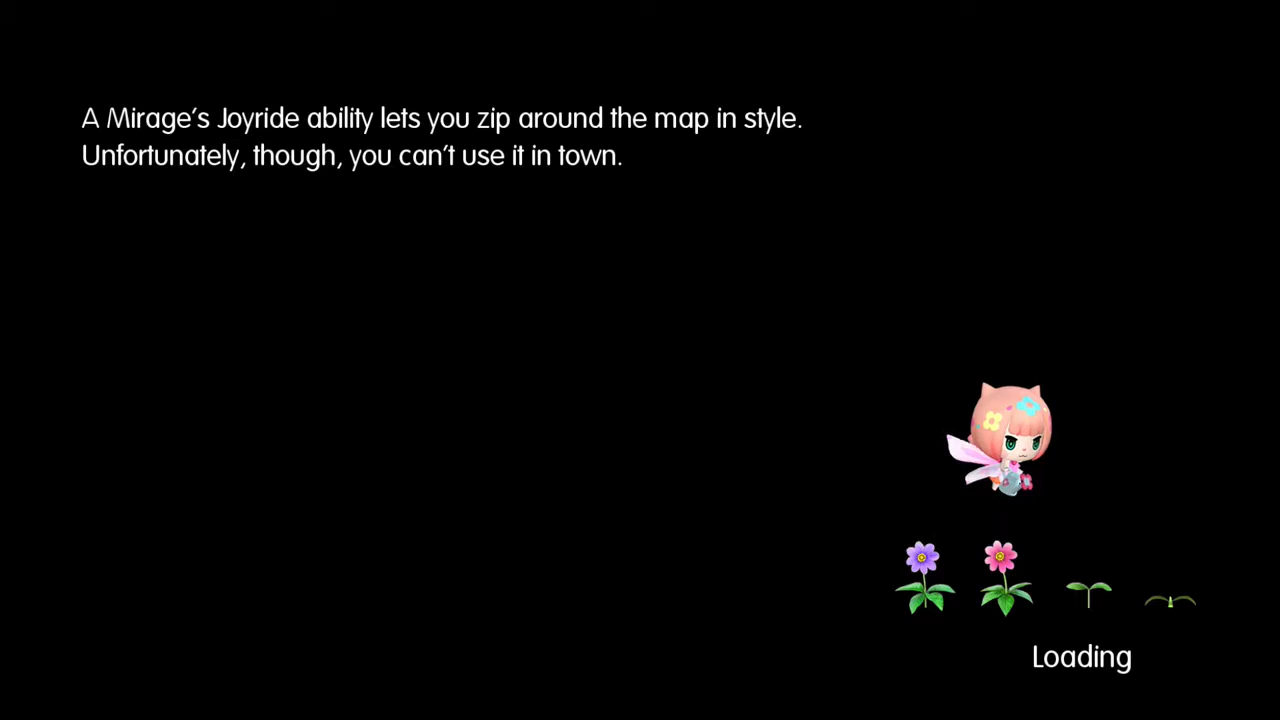 A Mirage's Joyride ability lets you zip around the map in style.
Unfortunately, though, you can't use it in town.
Loading